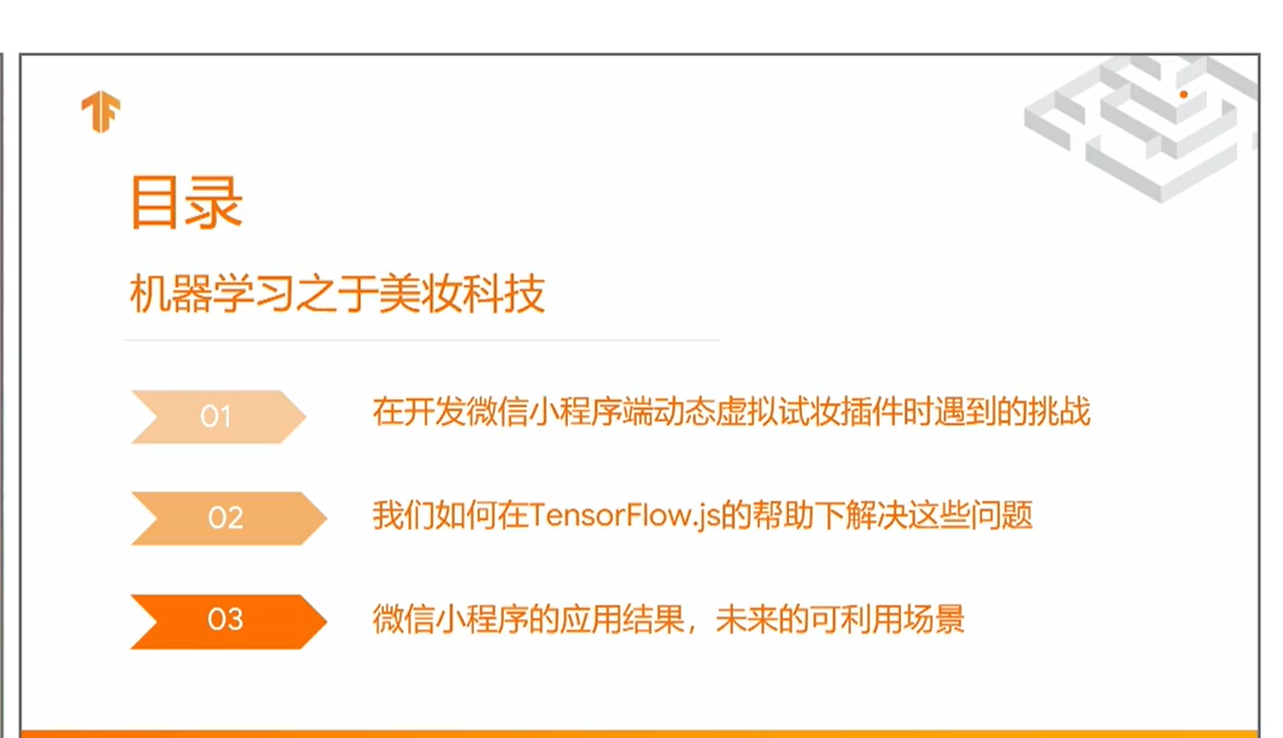 目录
机器学习之于美妆科技
01 在开发微信小程序端动态虚拟试妆插件时遇到的挑战
02 我们如何在TensorFlow.js的帮助下解决这些问题
03 微信小程序的应用结果，未来的可利用场景